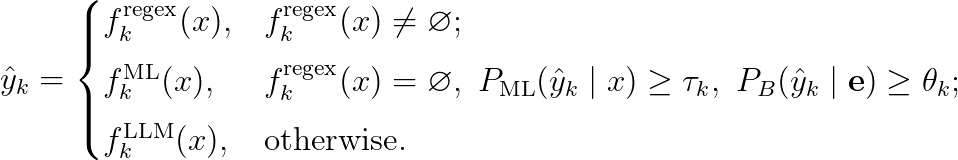 ŷ_k = { f_k^regex(x), f_k^regex(x) ≠ ∅;
f_k^ML(x), f_k^regex(x) = ∅, P_ML(ŷ_k | x) ≥ τ_k, P_B(ŷ_k | e) ≥ θ_k;
f_k^LLM(x), otherwise.